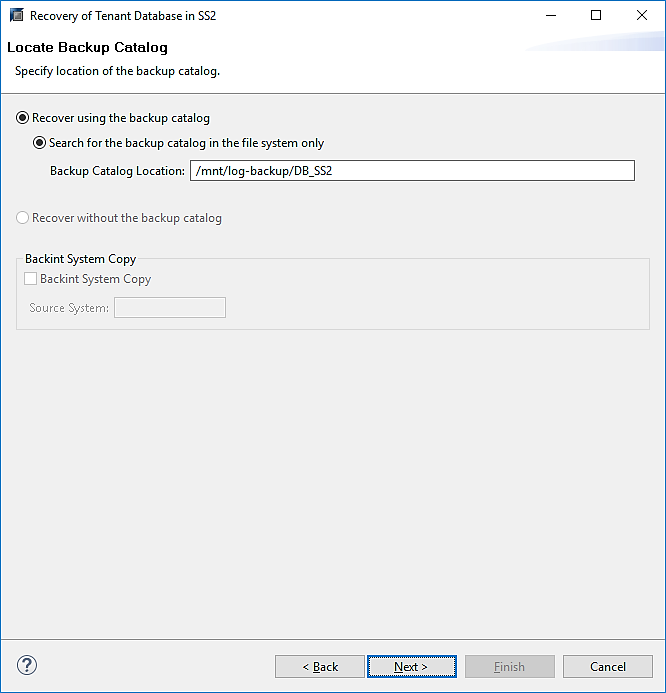 Recovery of Tenant Database in SS2
Locate Backup Catalog
Specify location of the backup catalog.
Recover using the backup catalog
Search for the backup catalog in the file system only
Backup Catalog Location: /mnt/log-backup/DB_SS2
Recover without the backup catalog
Backint System Copy
Backint System Copy
Source System:
? < Back Next > Finish Cancel